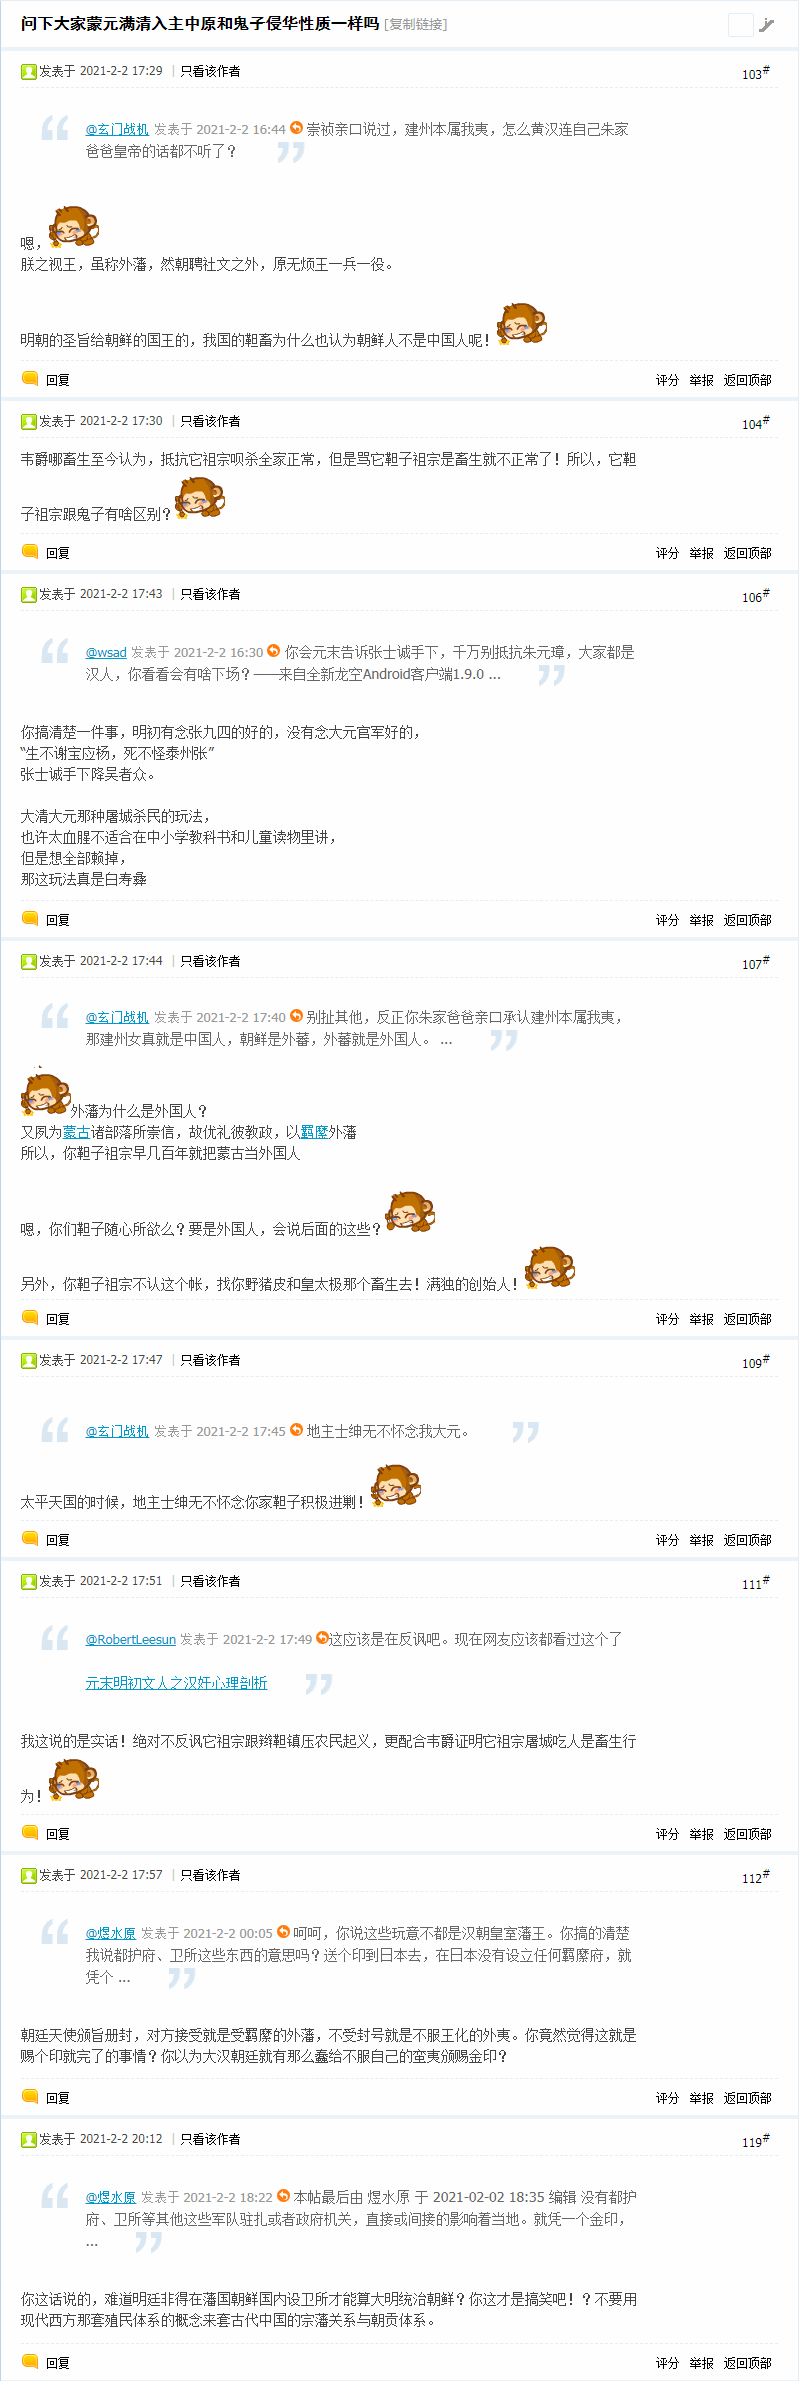 问下大家蒙元满清入主中原和鬼子侵华性质一样吗 [复制链接]
发表于 2021-2-2 17:29 | 只看该作者 103#
@玄门战机 发表于 2021-2-2 16:44 崇祯亲口说过，建州本属我夷，怎么黄汉连自己朱家
爸爸皇帝的话都不听了？
嗯，
朕之视王，虽称外藩，然朝聘社文之外，原无烦王一兵一役。
明朝的圣旨给朝鲜的国王的，我国的靼畜为什么也认为朝鲜人不是中国人呢！
回复 评分 举报 返回顶部
发表于 2021-2-2 17:30 | 只看该作者 104#
韦爵哪畜生至今认为，抵抗它祖宗呗杀全家正常，但是骂它靼子祖宗是畜生就不正常了！所以，它靼
子祖宗跟鬼子有啥区别？
回复 评分 举报 返回顶部
发表于 2021-2-2 17:43 | 只看该作者 106#
@wsad 发表于 2021-2-2 16:30 你会元末告诉张士诚手下，千万别抵抗朱元璋，大家都是
汉人，你看看会有啥下场？——来自全新龙空Android客户端1.9.0 ...
你搞清楚一件事，明初有念张九四的好的，没有念大元官军好的，
“生不谢宝应杨，死不怪泰州张”
张士诚手下降吴者众。
大清大元那种屠城杀民的玩法，
也许太血腥不适合在中小学教科书和儿童读物里讲，
但是想全部赖掉，
那这玩法真是白寿彝
回复 评分 举报 返回顶部
发表于 2021-2-2 17:44 | 只看该作者 107#
@玄门战机 发表于 2021-2-2 17:40 别扯其他，反正你朱家爸爸亲口承认建州本属我夷，
那建州女真就是中国人，朝鲜是外蕃，外蕃就是外国人。 ...
外藩为什么是外国人？
又夙为蒙古诸部落所崇信，故优礼彼教政，以羁縻外藩
所以，你靼子祖宗早几百年就把蒙古当外国人
嗯，你们靼子随心所欲么？要是外国人，会说后面的这些？
另外，你靼子祖宗不认这个帐，找你野猪皮和皇太极那个畜生去！满独的创始人！
回复 评分 举报 返回顶部
发表于 2021-2-2 17:47 | 只看该作者 109#
@玄门战机 发表于 2021-2-2 17:45 地主士绅无不怀念我大元。
太平天国的时候，地主士绅无不怀念你家靼子积极进剿！
回复 评分 举报 返回顶部
发表于 2021-2-2 17:51 | 只看该作者 111#
@RobertLeesun 发表于 2021-2-2 17:49 这应该是在反讽吧。现在网友应该都看过这个了
元末明初文人之汉奸心理剖析
我这说的是实话！绝对不反讽它祖宗跟辫靼镇压农民起义，更配合韦爵证明它祖宗屠城吃人是畜生行
为！
回复 评分 举报 返回顶部
发表于 2021-2-2 17:57 | 只看该作者 112#
@煜水原 发表于 2021-2-2 00:05 呵呵，你说这些玩意不都是汉朝皇室藩王。你搞的清楚
我说都护府、卫所这些东西的意思吗？送个印到日本去，在日本没有设立任何羁縻府，就
凭个 ...
朝廷天使颁旨册封，对方接受就是受羁縻的外藩，不受封号就是不服王化的外夷。你竟然觉得这就是
赐个印就完了的事情？你以为大汉朝廷就有那么蠢给不服自己的蛮夷颁赐金印？
回复 评分 举报 返回顶部
发表于 2021-2-2 20:12 | 只看该作者 119#
@煜水原 发表于 2021-2-2 18:22 本帖最后由 煜水原 于 2021-02-02 18:35 编辑 没有都护
府、卫所等其他这些军队驻扎或者政府机关，直接或间接的影响着当地。就凭一个金印，
...
你这话说的，难道明廷非得在藩国朝鲜国内设卫所才能算大明统治朝鲜？你这才是搞笑吧！？不要用
现代西方那套殖民体系的概念来套古代中国的宗藩关系与朝贡体系。
回复 评分 举报 返回顶部